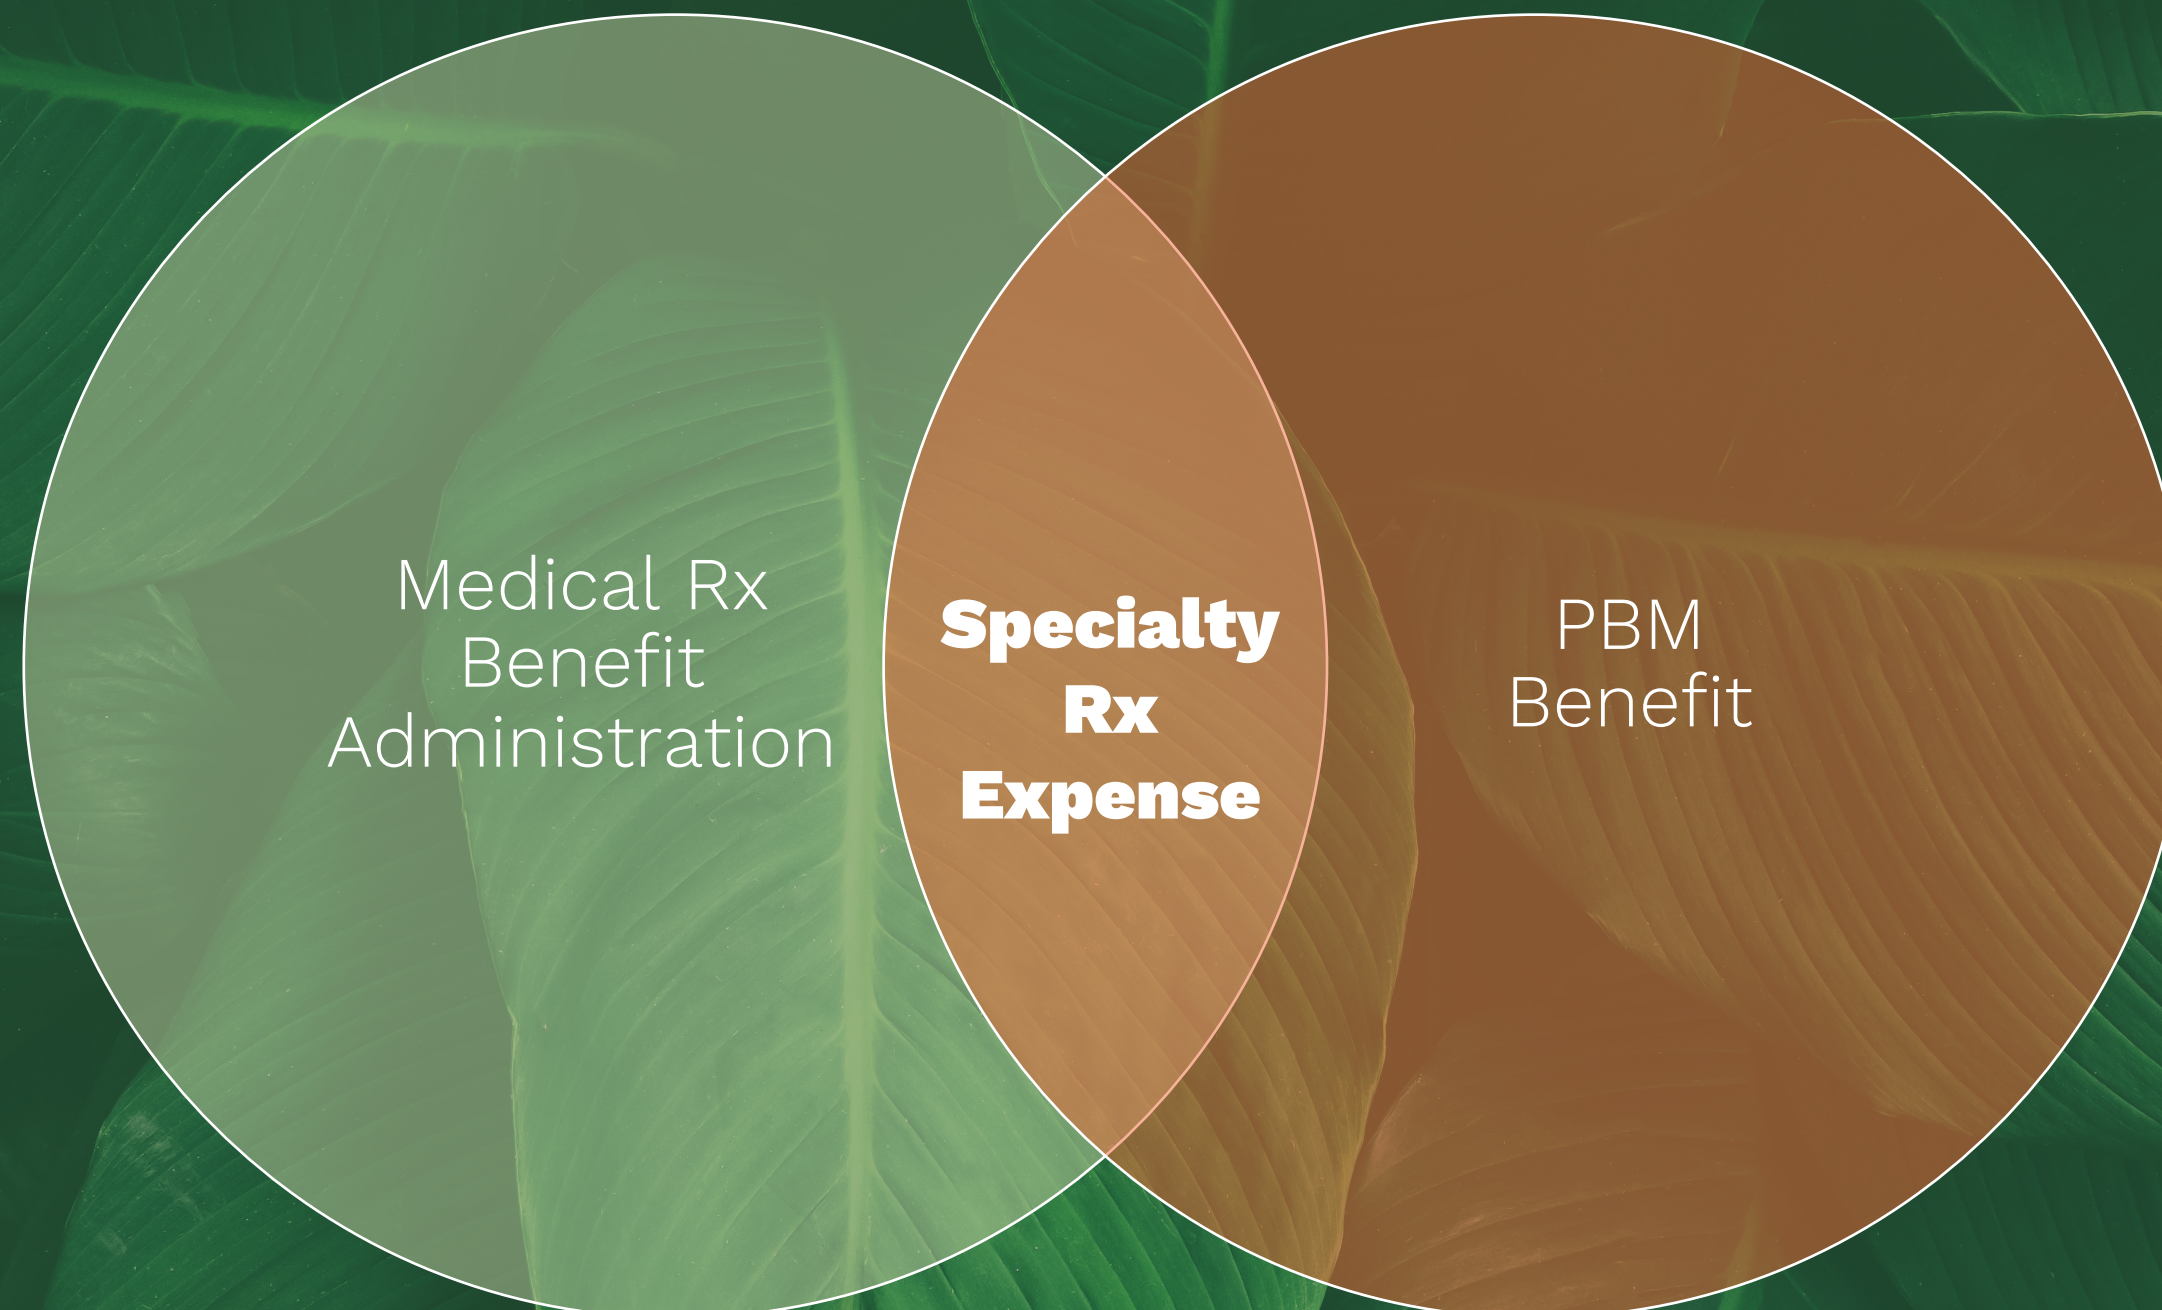 Medical Rx
Benefit
Administration
Specialty
Rx
Expense
PBM
Benefit